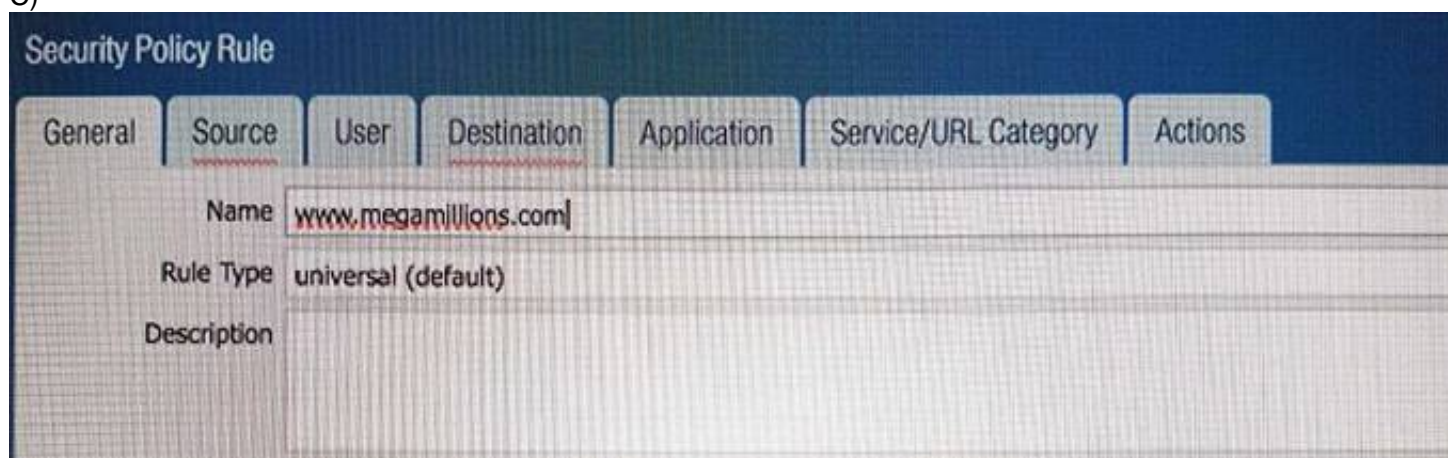 Security Policy Rule
General Source User Destination Application Service/URL Category Actions
Name www.megamillions.com
Rule Type universal (default)
Description